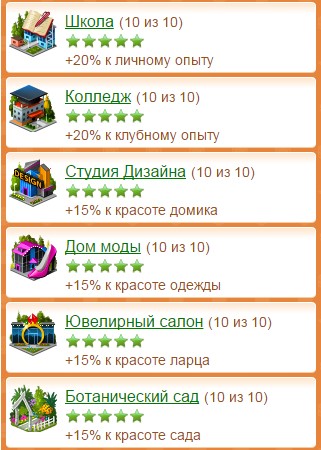 Школа (10 из 10)
+20% к личному опыту
Колледж (10 из 10)
+20% к клубному опыту
DESIGN
Студия Дизайна (10 из 10)
+15% к красоте домика
Дом моды (10 из 10)
+15% к красоте одежды
Ювелирный салон (10 из 10)
+15% к красоте ларца
Ботанический сад (10 из 10)
+15% к красоте сада